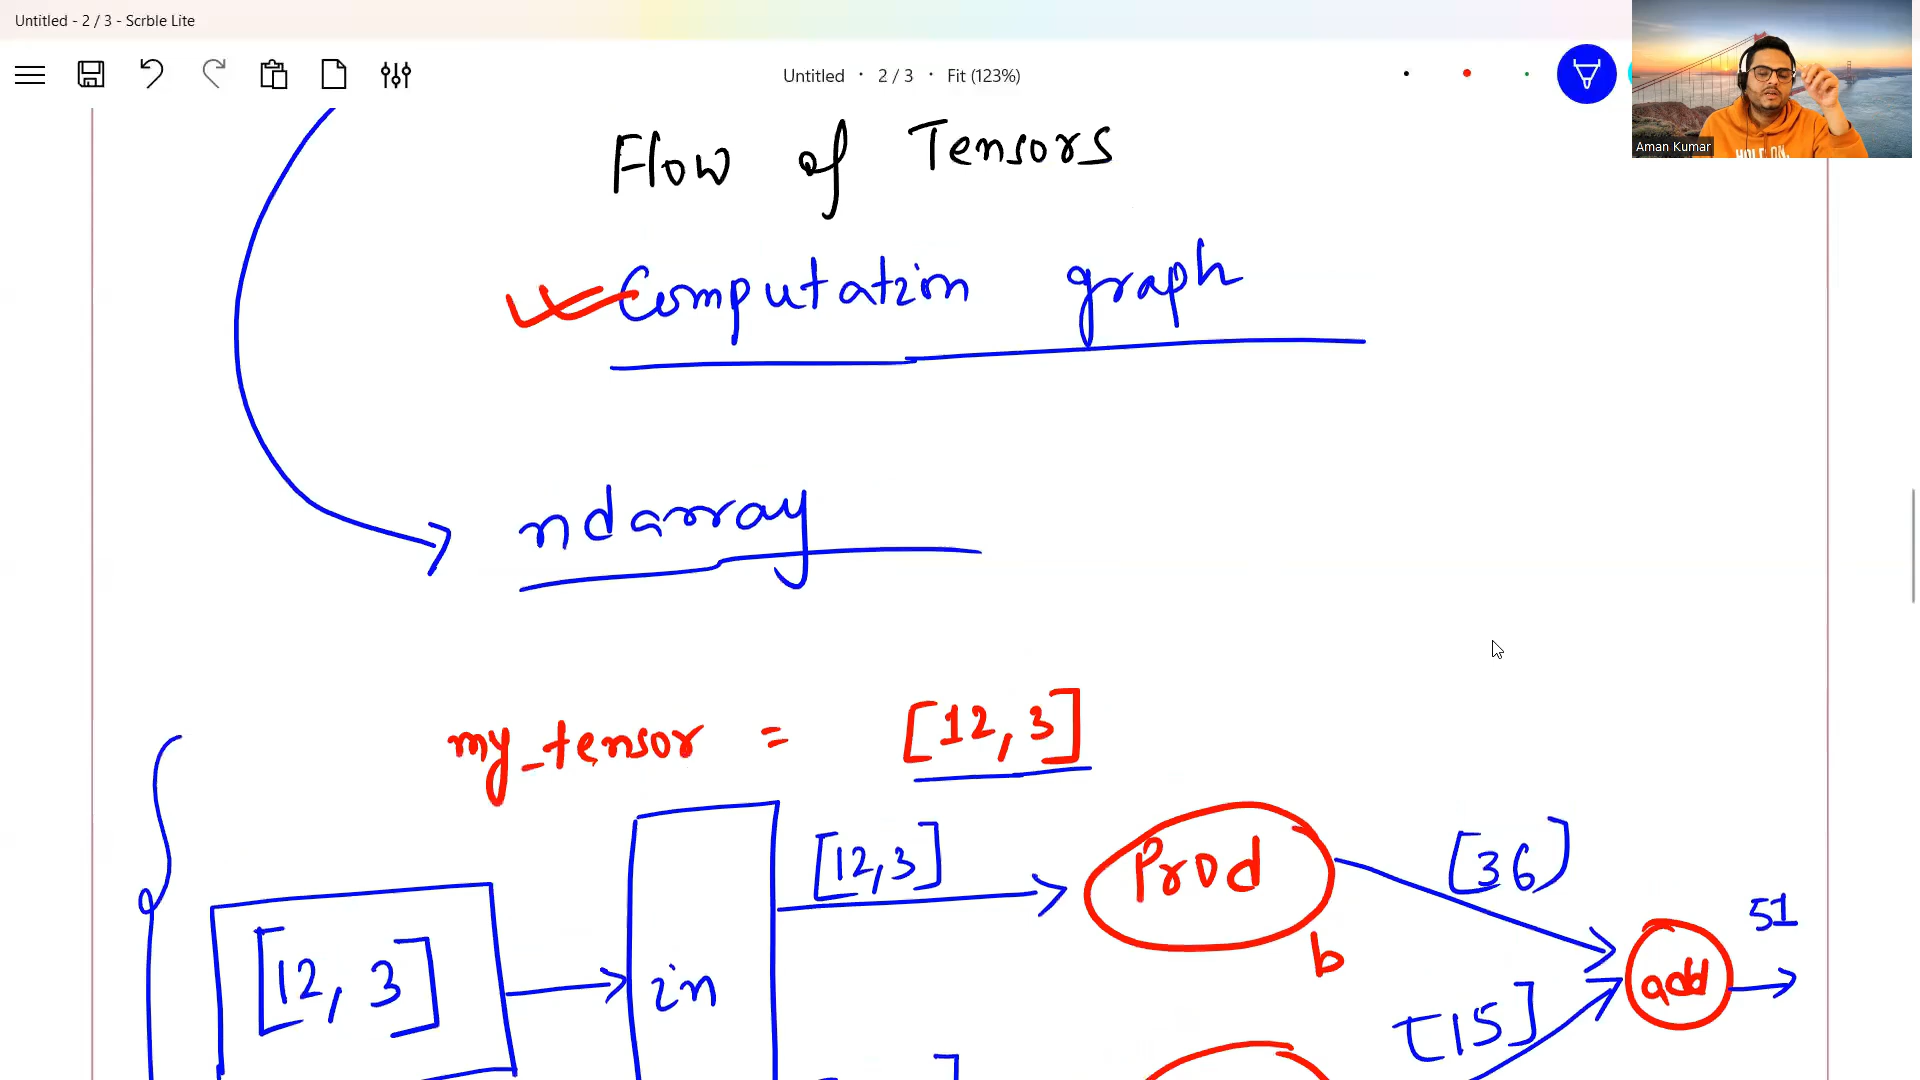 Untitled - 2 / 3 - Scrble Lite
Untitled • 2 / 3 • Fit (123%)
Aman Kumar
Flow of Tensors
Computation graph
ndarray
my_tensor = [12, 3]
[12,3]
Prod
[36]
b
51
[12, 3]
in
add
[15]